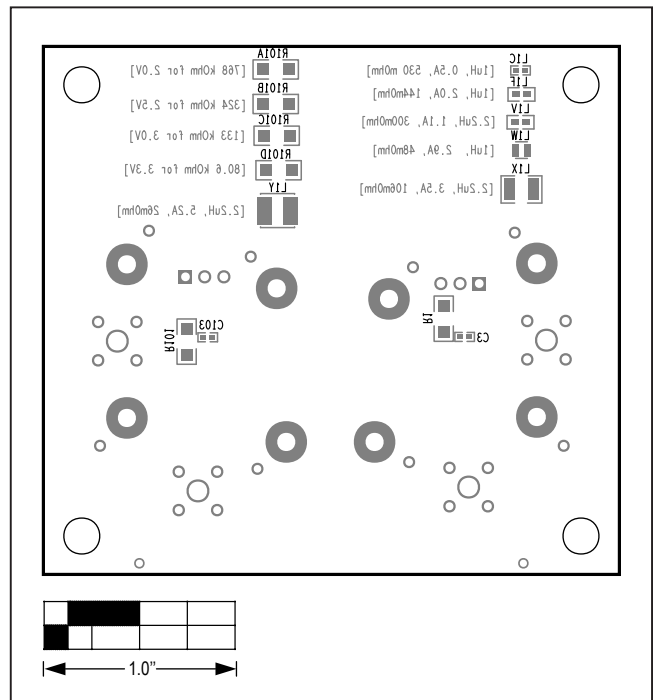 R101A
[768 kOhm for 2.0V]
R101B
[324 kOhm for 2.5V]
R101C
[133 kOhm for 3.0V]
R101D
[80.6 kOhm for 3.3V]
L1Y
[2.2uH, 5.2A, 26mOhm]
L1C
[1uH, 0.5A, 530 mOhm]
L1F
[1uH, 2.0A, 144mOhm]
L1V
[2.2uH, 1.1A, 300mOhm]
L1W
[1uH, 2.9A, 48mOhm]
L1X
[2.2uH, 3.5A, 106mOhm]
R101
C103
R1
C3
1.0”